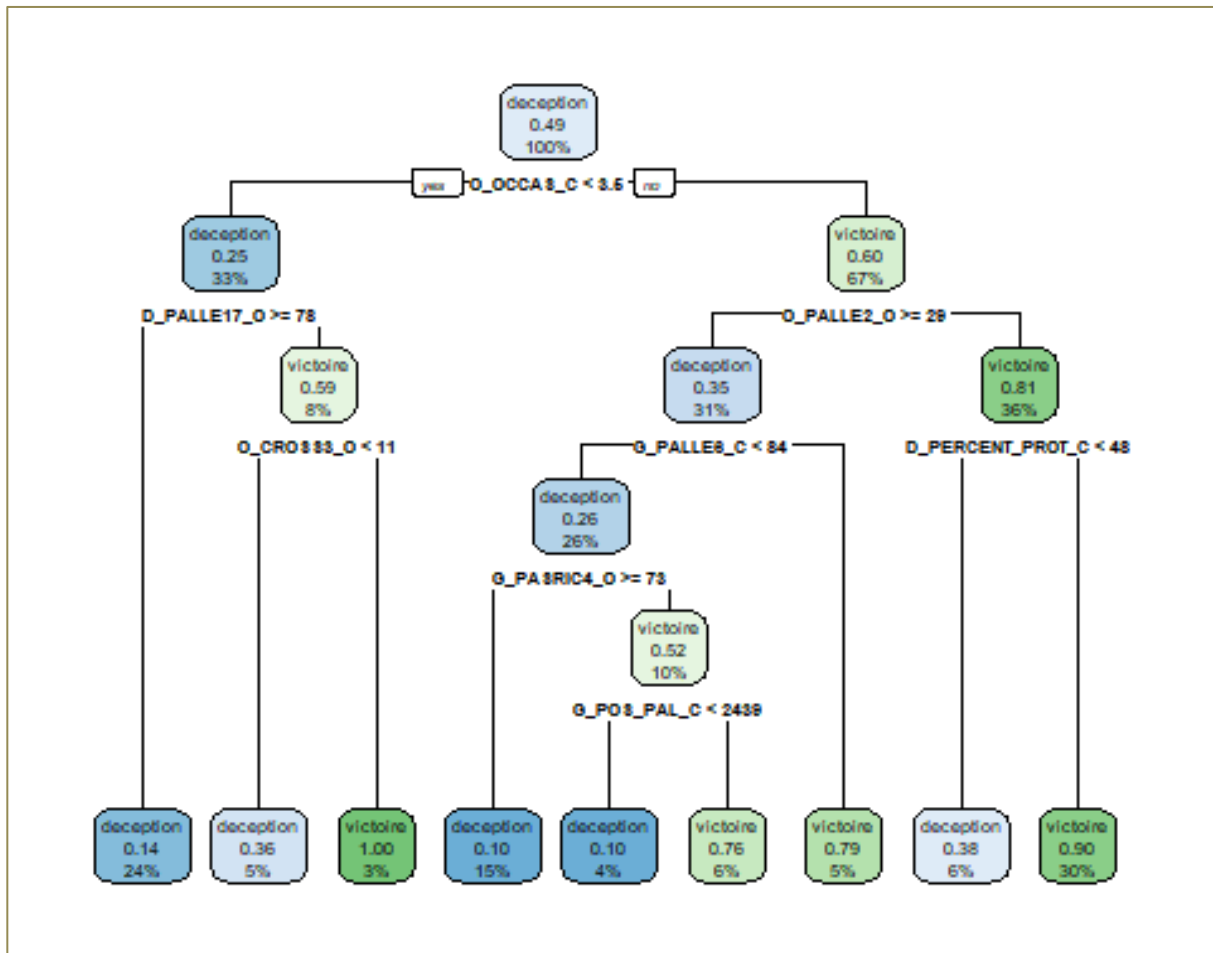 deception
0.49
100%
yes O_OCCAS_C < 3.5 no
deception
0.25
33%
victoire
0.60
67%
D_PALLE17_O >= 78
O_PALLE2_O >= 29
victoire
0.59
8%
deception
0.35
31%
victoire
0.81
36%
O_CROSS3_O < 11
G_PALLE6_C < 84
D_PERCENT_PROT_C < 48
deception
0.26
26%
G_PASRIC4_O >= 73
victoire
0.52
10%
G_POS_PAL_C < 2439
deception
0.14
24%
deception
0.36
5%
victoire
1.00
3%
deception
0.10
15%
deception
0.10
4%
victoire
0.76
6%
victoire
0.79
5%
deception
0.38
6%
victoire
0.90
30%